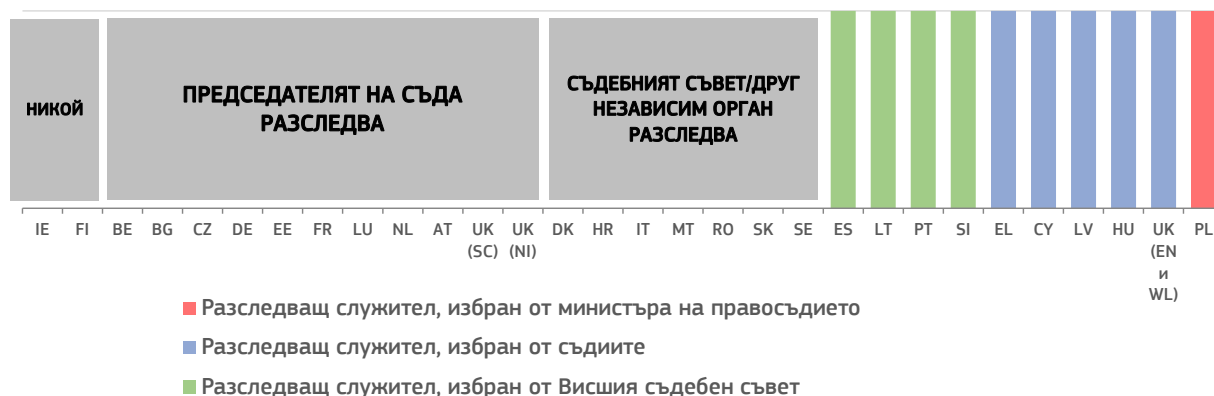 НИКОЙ
ПРЕДСЕДАТЕЛЯТ НА СЪДА
РАЗСЛЕДВА
СЪДЕБНИЯТ СЪВЕТ/ДРУГ
НЕЗАВИСИМ ОРГАН
РАЗСЛЕДВА
IE FI BE BG CZ DE EE FR LU NL AT UK (SC) UK (NI) DK HR IT MT RO SK SE ES LT PT SI EL CY LV HU UK (EN и WL) PL
Разследващ служител, избран от министъра на правосъдието
Разследващ служител, избран от съдиите
Разследващ служител, избран от Висшия съдебен съвет